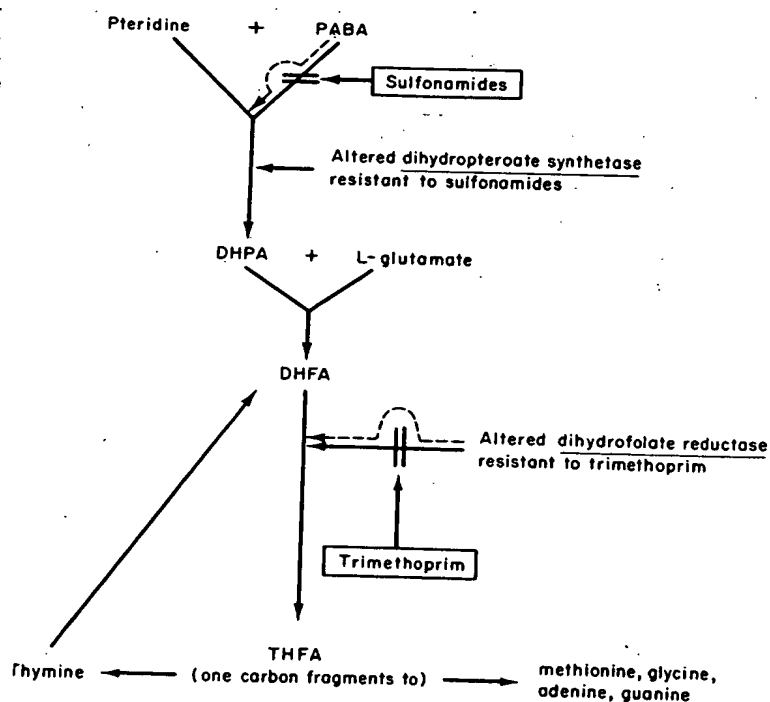 Pteridine + PABA
Sulfonamides
Altered dihydropteroate synthetase
resistant to sulfonamides
DHPA + L-glutamate
DHFA
Altered dihydrofolate reductase
resistant to trimethoprim
Trimethoprim
THFA
Thymine
(one carbon fragments to)
methionine, glycine,
adenine, guanine